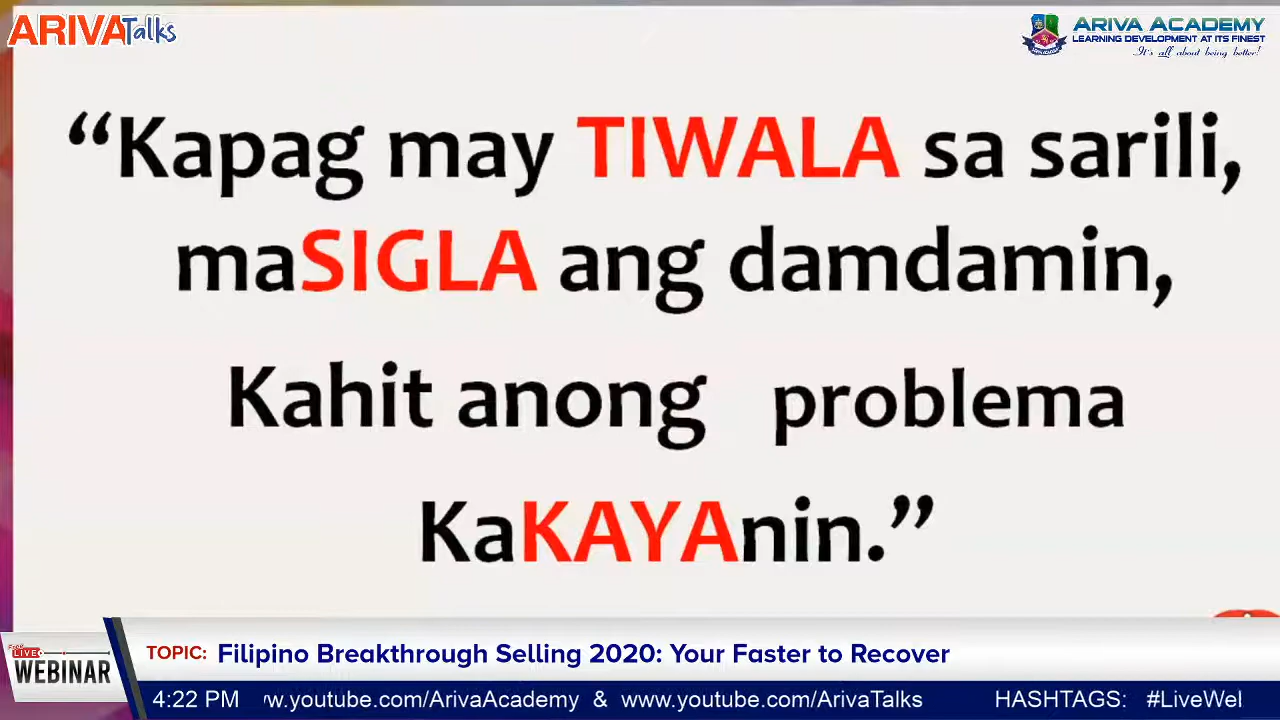 ARIVATalks
ARIVA ACADEMY
LEARNING DEVELOPMENT AT ITS FINEST
It's all about being better!
“Kapag may TIWALA sa sarili,
maSIGLA ang damdamin,
Kahit anong problema
KaKAYAnin.”
Free
LIVE
WEBINAR
TOPIC: Filipino Breakthrough Selling 2020: Your Faster to Recover
4:22 PM w.youtube.com/ArivaAcademy & www.youtube.com/ArivaTalks HASHTAGS: #LiveWel